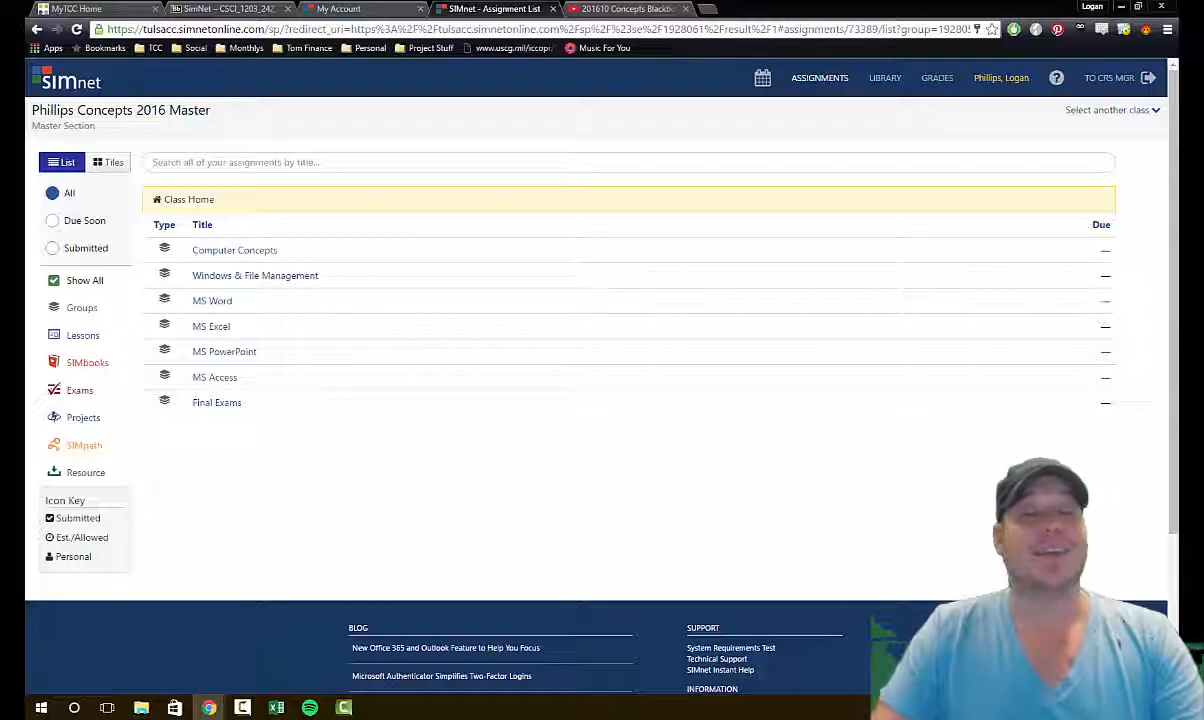 MyTCC Home
SimNet – CSCI_1203_242_
My Account
SIMnet - Assignment List
201610 Concepts Blackb
Logan
https://tulsacc.simnetonline.com/sp/?redirect_uri=https%3A%2F%2Ftulsacc.simnetonline.com%2Fsp%2F%23se%2F1928061%2Fresult%2F1#assignments/73389/list?group=19280
Apps
Bookmarks
TCC
Social
Monthlys
Tom Finance
Personal
Project Stuff
www.uscg.mil/iccopr
Music For You
simnet
ASSIGNMENTS
LIBRARY
GRADES
Phillips, Logan
TO CRS MGR
Phillips Concepts 2016 Master
Select another class
Master Section
List
Tiles
Search all of your assignments by title...
All
Due Soon
Submitted
Show All
Groups
Lessons
SIMbooks
Exams
Projects
SIMpath
Resource
Icon Key
Submitted
Est./Allowed
Personal
Class Home
Type Title Due
Computer Concepts —
Windows & File Management —
MS Word —
MS Excel —
MS PowerPoint —
MS Access —
Final Exams —
BLOG
New Office 365 and Outlook Feature to Help You Focus
Microsoft Authenticator Simplifies Two-Factor Logins
SUPPORT
System Requirements Test
Technical Support
SIMnet Instant Help
INFORMATION